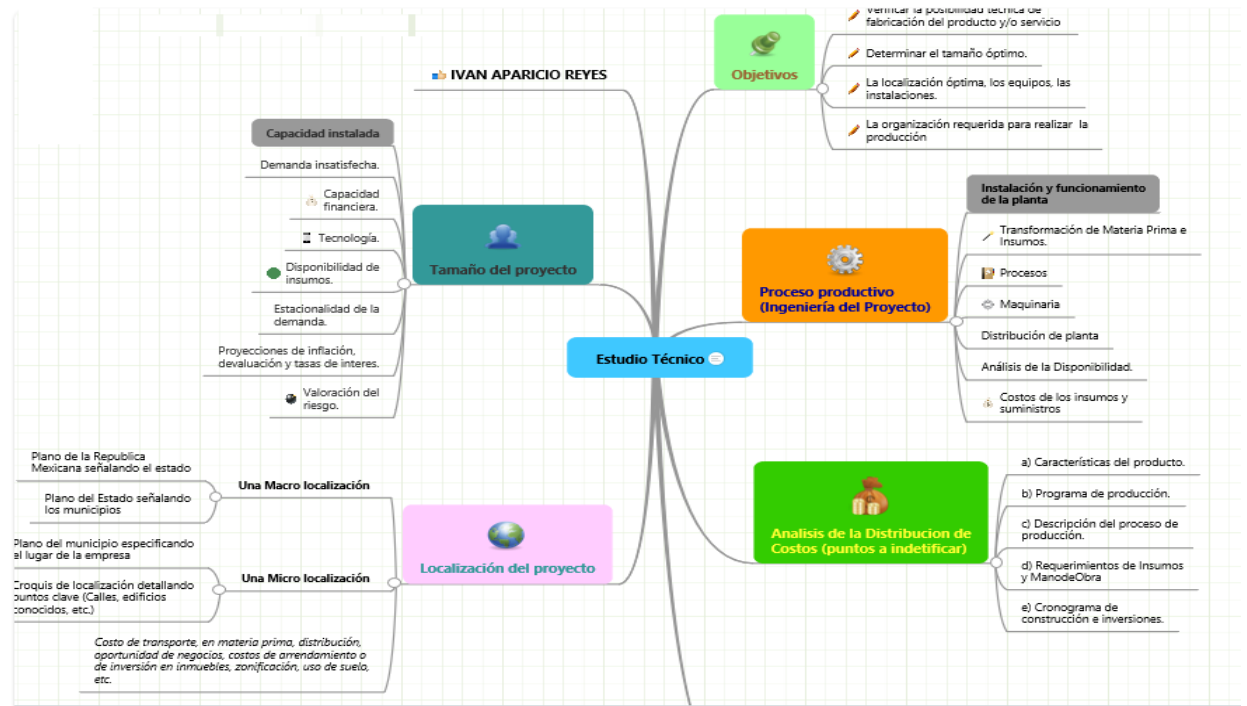 IVAN APARICIO REYES
Objetivos
Verificar la posibilidad técnica de
fabricación del producto y/o servicio
Determinar el tamaño óptimo.
La localización óptima, los equipos, las
instalaciones.
La organización requerida para realizar la
producción
Capacidad instalada
Demanda insatisfecha.
Capacidad
financiera.
Tecnología.
Disponibilidad de
insumos.
Estacionalidad de la
demanda.
Proyecciones de inflación,
devaluación y tasas de interes.
Valoración del
riesgo.
Tamaño del proyecto
Instalación y funcionamiento
de la planta
Transformación de Materia Prima e
Insumos.
Procesos
Maquinaria
Distribución de planta
Análisis de la Disponibilidad.
Costos de los insumos y
suministros
Proceso productivo
(Ingeniería del Proyecto)
Estudio Técnico
Plano de la Republica
Mexicana señalando el estado
Plano del Estado señalando
los municipios
Una Macro localización
Plano del municipio especificando
el lugar de la empresa
Croquis de localización detallando
puntos clave (Calles, edificios
conocidos, etc.)
Una Micro localización
Costo de transporte, en materia prima, distribución,
oportunidad de negocios, costos de arrendamiento o
de inversión en inmuebles, zonificación, uso de suelo,
etc.
Localización del proyecto
Analisis de la Distribucion de
Costos (puntos a indetificar)
a) Características del producto.
b) Programa de producción.
c) Descripción del proceso de
producción.
d) Requerimientos de Insumos
y ManodeObra
e) Cronograma de
construcción e inversiones.